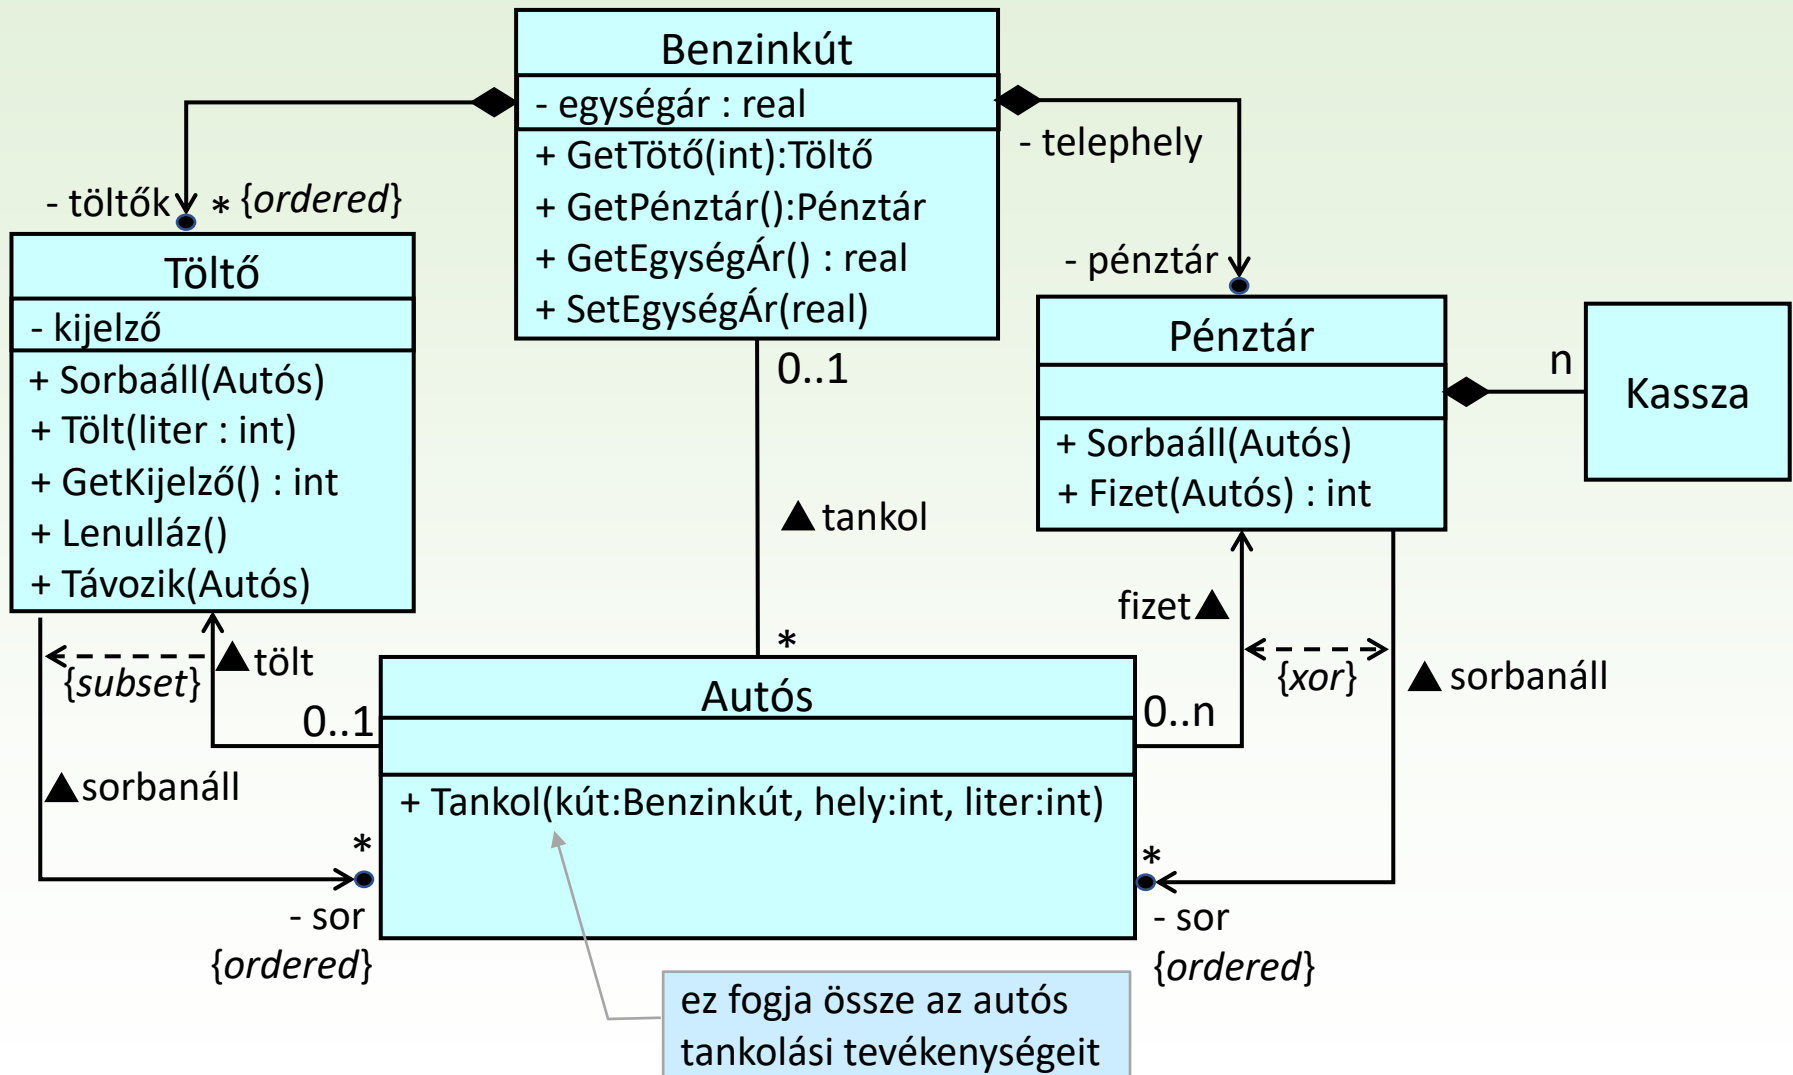 Benzinkút
- egységár : real
+ GetTötő(int):Töltő
+ GetPénztár():Pénztár
+ GetEgységÁr() : real
+ SetEgységÁr(real)
- telephely
- töltők * {ordered}
- pénztár
Töltő
- kijelző
+ Sorbaáll(Autós)
+ Tölt(liter : int)
+ GetKijelző() : int
+ Lenulláz()
+ Távozik(Autós)
Pénztár
+ Sorbaáll(Autós)
+ Fizet(Autós) : int
n
Kassza
0..1
▲ tankol
*
{subset}
▲ tölt
0..1
▲ sorbanáll
*
- sor
{ordered}
fizet ▲
{xor}
▲ sorbanáll
0..n
*
- sor
{ordered}
Autós
+ Tankol(kút:Benzinkút, hely:int, liter:int)
ez fogja össze az autós
tankolási tevékenységeit